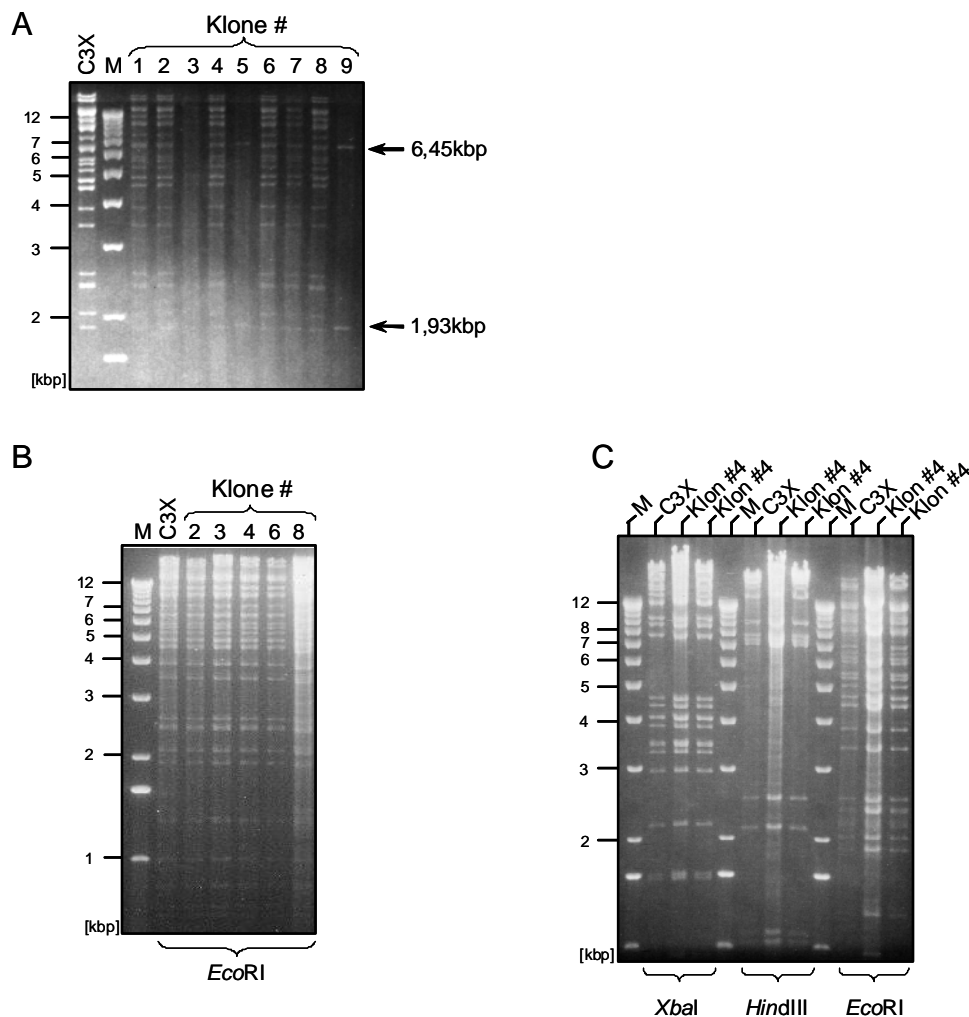 A
Klone #
C3X M 1 2 3 4 5 6 7 8 9
12
7
6
5
4
3
2
[kbp]
6,45kbp
1,93kbp
B
Klone #
M C3X 2 3 4 6 8
12
7
6
5
4
3
2
1
[kbp]
EcoRI
C
M C3X Klon #4 Klon #4 M C3X Klon #4 Klon #4 M C3X Klon #4 Klon #4
12
8
7
6
5
4
3
2
[kbp]
XbaI HindIII EcoRI